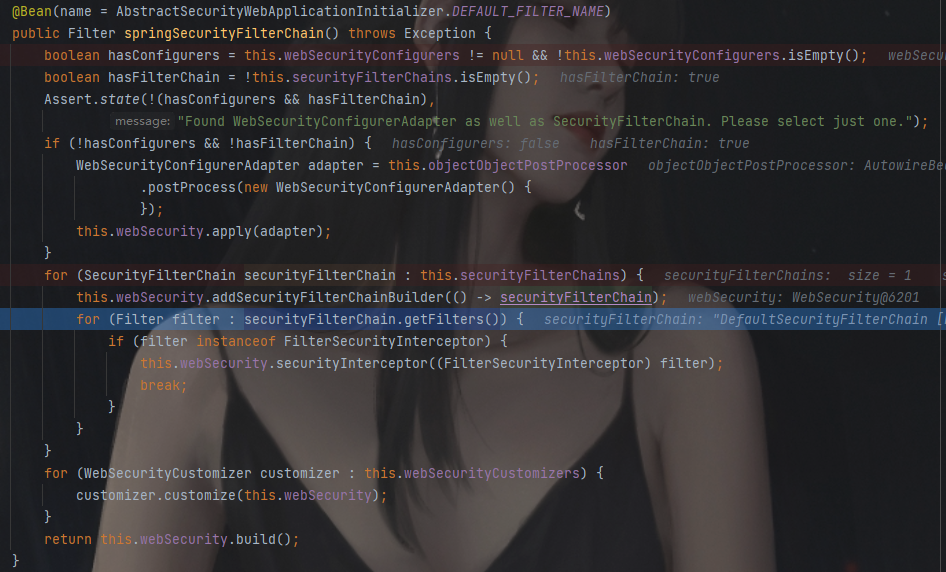 @Bean(name = AbstractSecurityWebApplicationInitializer.DEFAULT_FILTER_NAME)
public Filter springSecurityFilterChain() throws Exception {
    boolean hasConfigurers = this.webSecurityConfigurers != null && !this.webSecurityConfigurers.isEmpty();   webSecu
    boolean hasFilterChain = !this.securityFilterChains.isEmpty();   hasFilterChain: true
    Assert.state(!(hasConfigurers && hasFilterChain),
            message: "Found WebSecurityConfigurerAdapter as well as SecurityFilterChain. Please select just one.");
    if (!hasConfigurers && !hasFilterChain) {   hasConfigurers: false    hasFilterChain: true
        WebSecurityConfigurerAdapter adapter = this.objectObjectPostProcessor   objectObjectPostProcessor: AutowireBe
                .postProcess(new WebSecurityConfigurerAdapter() {
                });
        this.webSecurity.apply(adapter);
    }
    for (SecurityFilterChain securityFilterChain : this.securityFilterChains) {   securityFilterChains:  size = 1    s
        this.webSecurity.addSecurityFilterChainBuilder(() -> securityFilterChain);   webSecurity: WebSecurity@6201
        for (Filter filter : securityFilterChain.getFilters()) {   securityFilterChain: "DefaultSecurityFilterChain [
            if (filter instanceof FilterSecurityInterceptor) {
                this.webSecurity.securityInterceptor((FilterSecurityInterceptor) filter);
                break;
            }
        }
    }
    for (WebSecurityCustomizer customizer : this.webSecurityCustomizers) {
        customizer.customize(this.webSecurity);
    }
    return this.webSecurity.build();
}